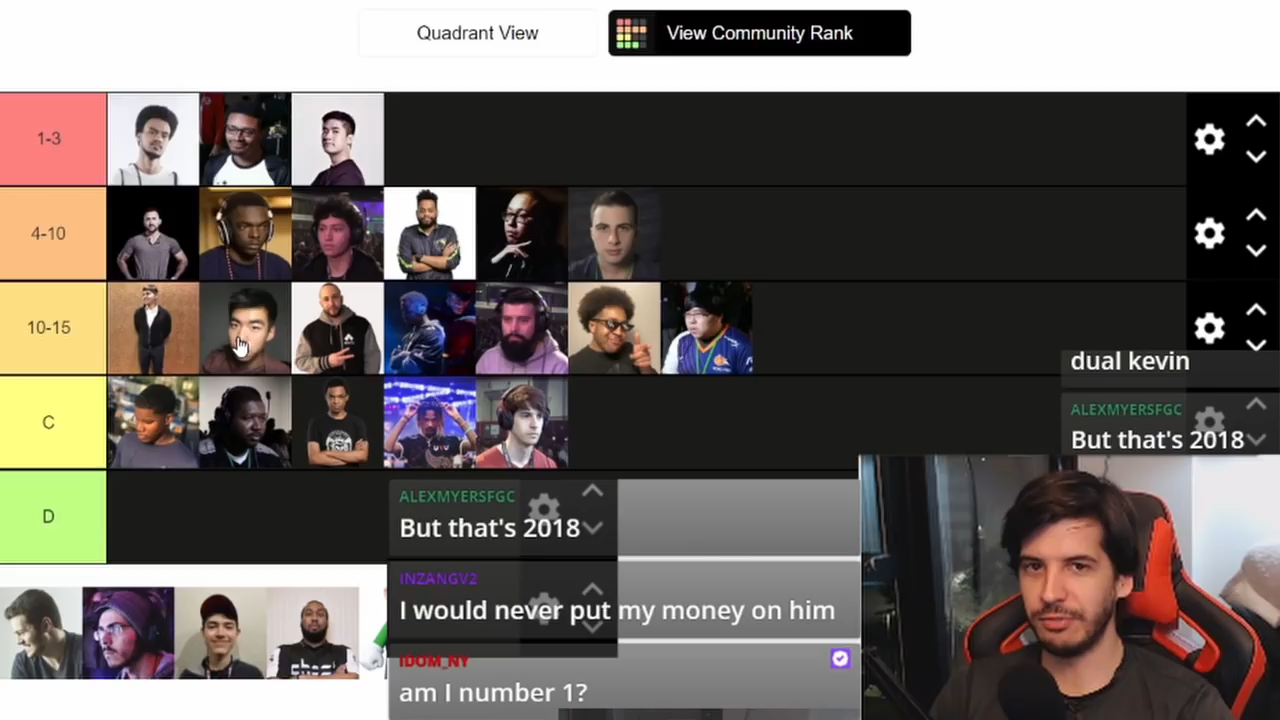 Quadrant View
View Community Rank
1-3
4-10
10-15
dual kevin
C
ALEXMYERSFGC
But that's 2018
D
ALEXMYERSFGC
But that's 2018
INZANGV2
I would never put my money on him
IDOM_NY
am I number 1?